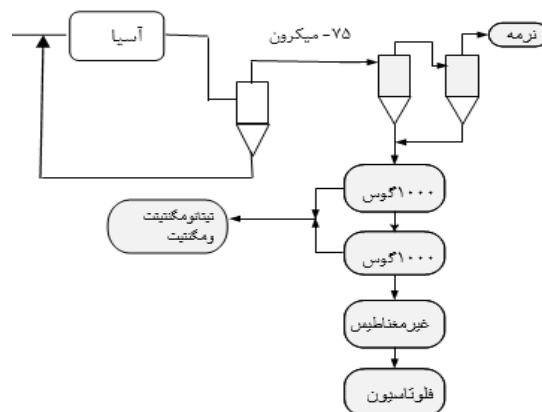 آسیا
۷۵- میکرون
نرمه
۱۰۰۰گوس
تیتانومگنتیت
ومگنتیت
۱۰۰۰گوس
غیرمغناطیس
فلوتاسیون